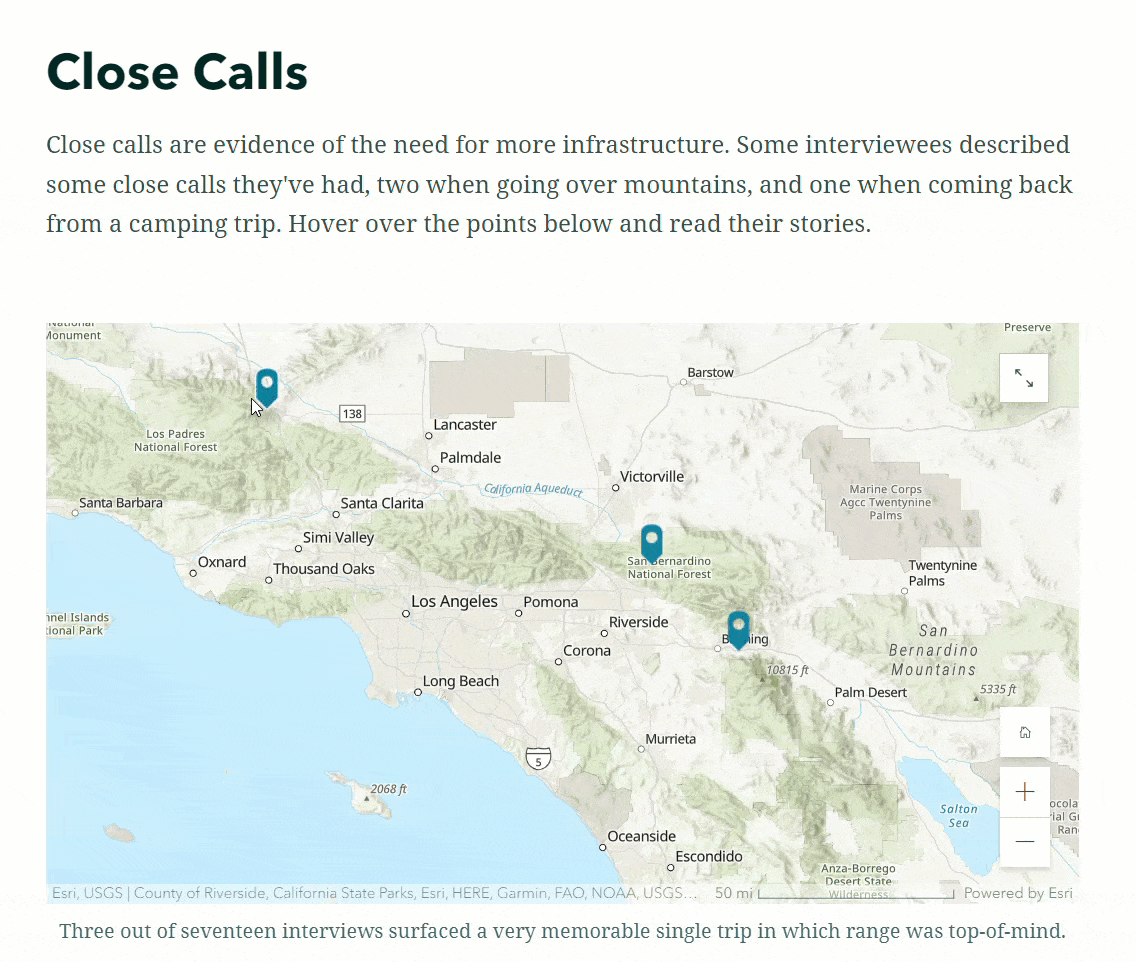 Close Calls
Close calls are evidence of the need for more infrastructure. Some interviewees described
some close calls they've had, two when going over mountains, and one when coming back
from a camping trip. Hover over the points below and read their stories.
National
Monument
Preserve
Barstow
138
Lancaster
Los Padres
National Forest
Palmdale
Victorville
California Aqueduct
Marine Corps
Agcc Twentynine
Palms
Santa Barbara
Santa Clarita
Simi Valley
San Bernardino
National Forest
Oxnard
Thousand Oaks
Twentynine
Palms
Los Angeles
Pomona
Riverside
San
Bernardino
Mountains
Corona
10815 ft
Long Beach
Palm Desert
5335 ft
Murrieta
5
2068 ft
Salton
Sea
Oceanside
Escondido
Anza-Borrego
Desert State
Wilderness
Esri, USGS | County of Riverside, California State Parks, Esri, HERE, Garmin, FAO, NOAA, USGS...
50 mi
Powered by Esri
Three out of seventeen interviews surfaced a very memorable single trip in which range was top-of-mind.